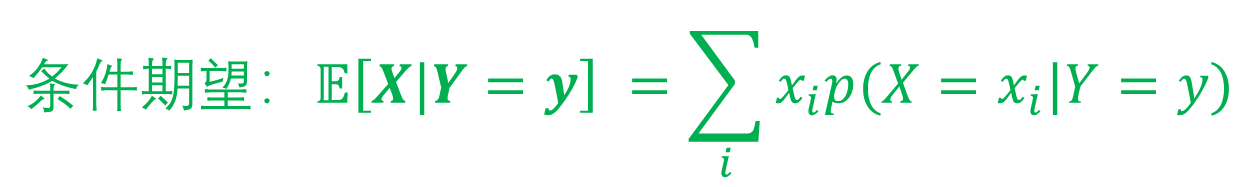 条件期望：𝔼[𝑿|𝒀 = 𝒚] = ∑ᵢ 𝑥ᵢ𝑝(𝑋 = 𝑥ᵢ|𝑌 = 𝑦)